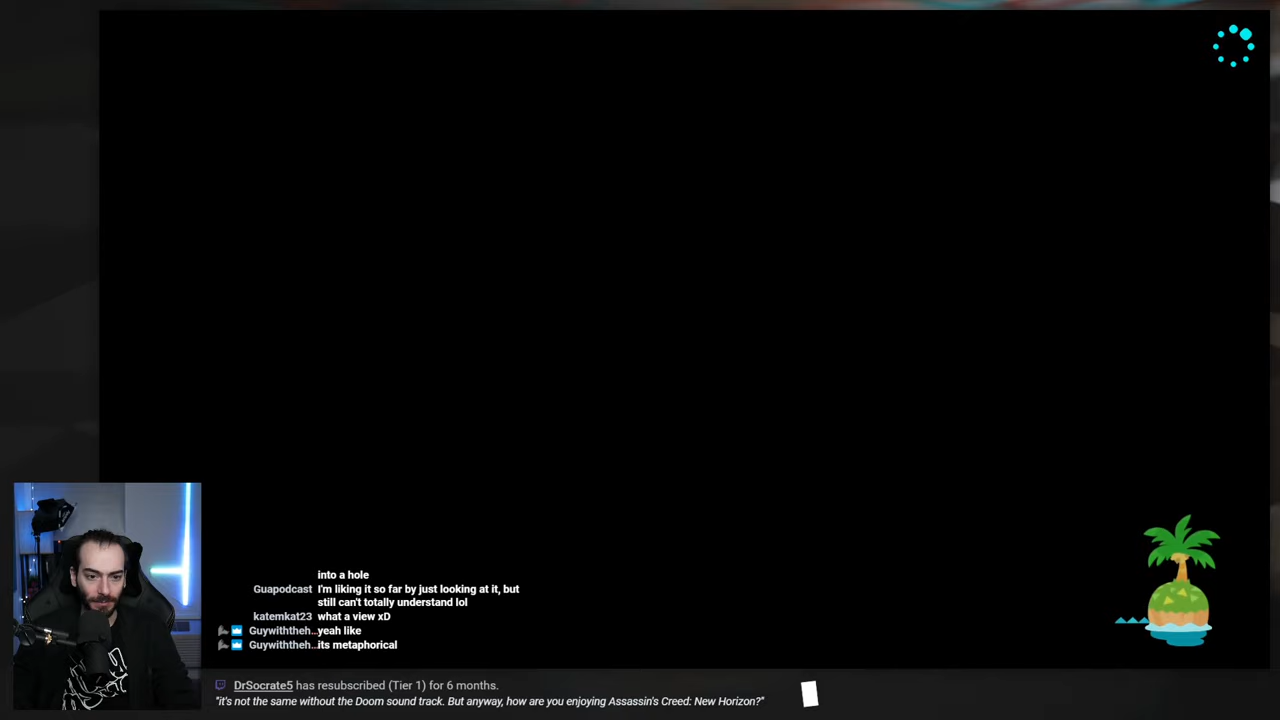 into a hole
Guapodcast I'm liking it so far by just looking at it, but
still can't totally understand lol
katemkat23 what a view xD
Guywiththeh...yeah like
Guywiththeh...its metaphorical
DrSocrate5 has resubscribed (Tier 1) for 6 months.
"it's not the same without the Doom sound track. But anyway, how are you enjoying Assassin's Creed: New Horizon?"